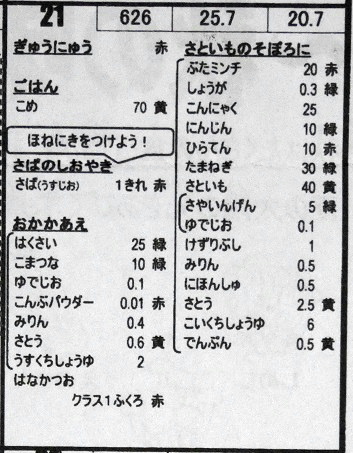 21 626 25.7 20.7
ぎゅうにゅう 赤
ごはん
こめ 70 黄
ほねにきをつけよう！
さばのしおやき
さば(うすじお) 1きれ 赤
おかかあえ
はくさい 25 緑
こまつな 10 緑
ゆでじお 0.1
こんぶパウダー 0.01 赤
みりん 0.4
さとう 0.6 黄
うすくちしょうゆ 2
はなかつお
クラス1ふくろ 赤
さといものそぼろに
ぶたミンチ 20 赤
しょうが 0.3 緑
こんにゃく 25
にんじん 10 緑
ひらてん 10 赤
たまねぎ 30 緑
さといも 40 黄
さやいんげん 5 緑
ゆでじお 0.1
けずりぶし 1
みりん 0.5
にほんしゅ 0.5
さとう 2.5 黄
こいくちしょうゆ 6
でんぷん 0.5 黄